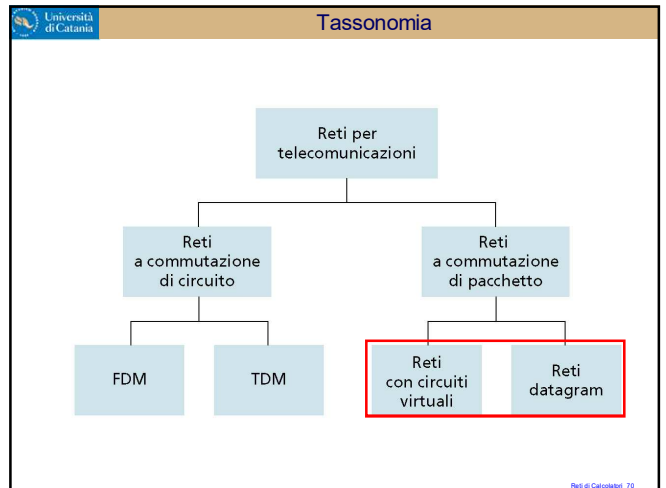 Università
di Catania
Tassonomia
Reti per
telecomunicazioni
Reti
a commutazione
di circuito
Reti
a commutazione
di pacchetto
FDM
TDM
Reti
con circuiti
virtuali
Reti
datagram
Reti di Calcolatori 70